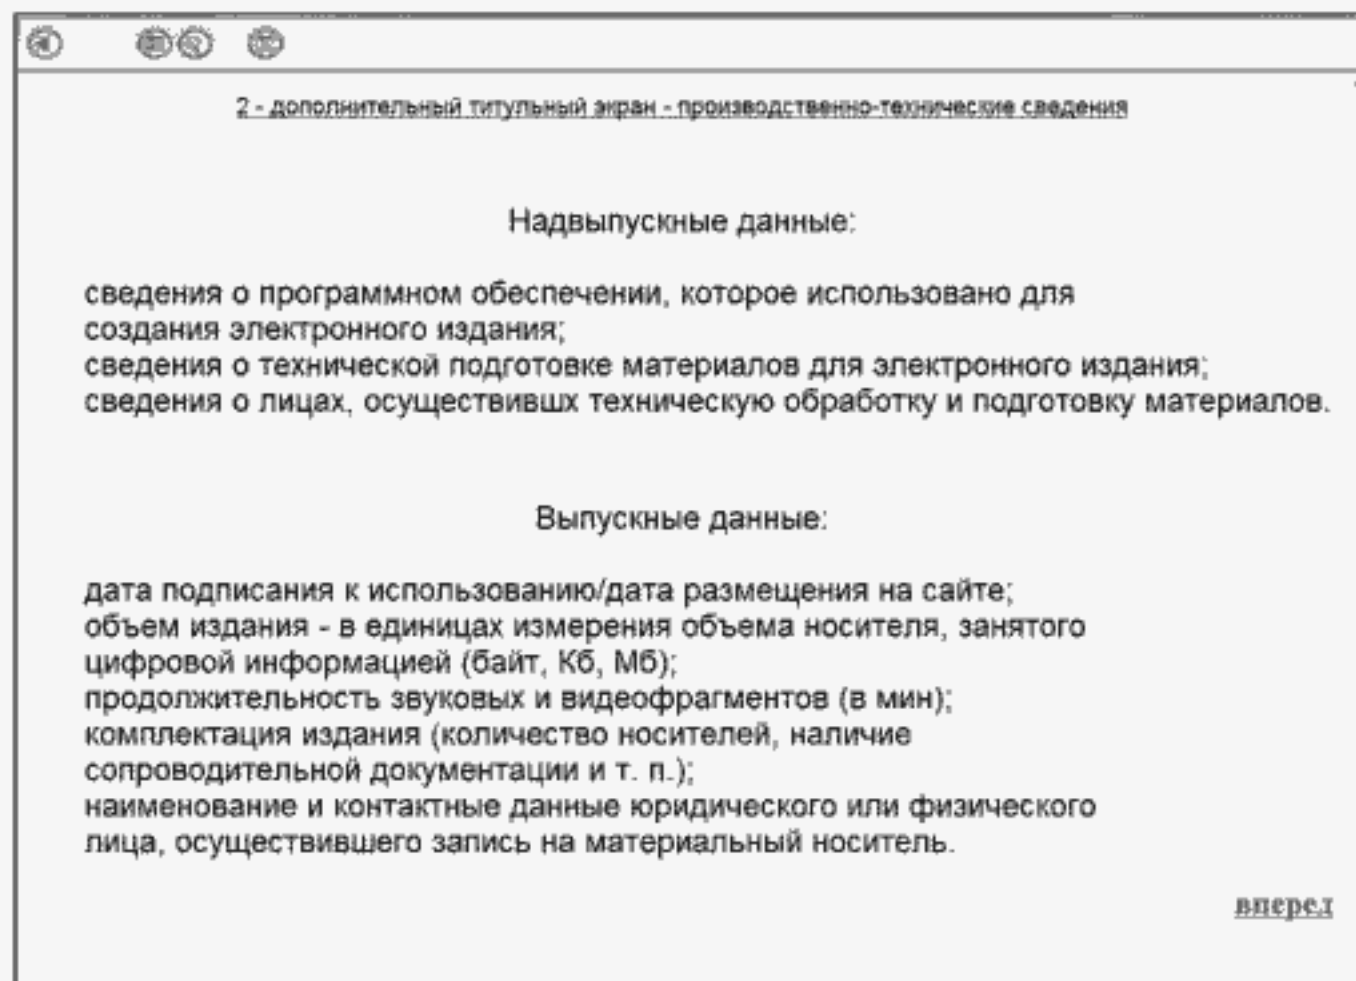 2 - дополнительный титульный экран - производственно-технические сведения
Надвыпускные данные:
сведения о программном обеспечении, которое использовано для
создания электронного издания;
сведения о технической подготовке материалов для электронного издания;
сведения о лицах, осуществившх техническую обработку и подготовку материалов.
Выпускные данные:
дата подписания к использованию/дата размещения на сайте;
объем издания - в единицах измерения объема носителя, занятого
цифровой информацией (байт, Кб, Мб);
продолжительность звуковых и видеофрагментов (в мин);
комплектация издания (количество носителей, наличие
сопроводительной документации и т. п.);
наименование и контактные данные юридического или физического
лица, осуществившего запись на материальный носитель.
вперед